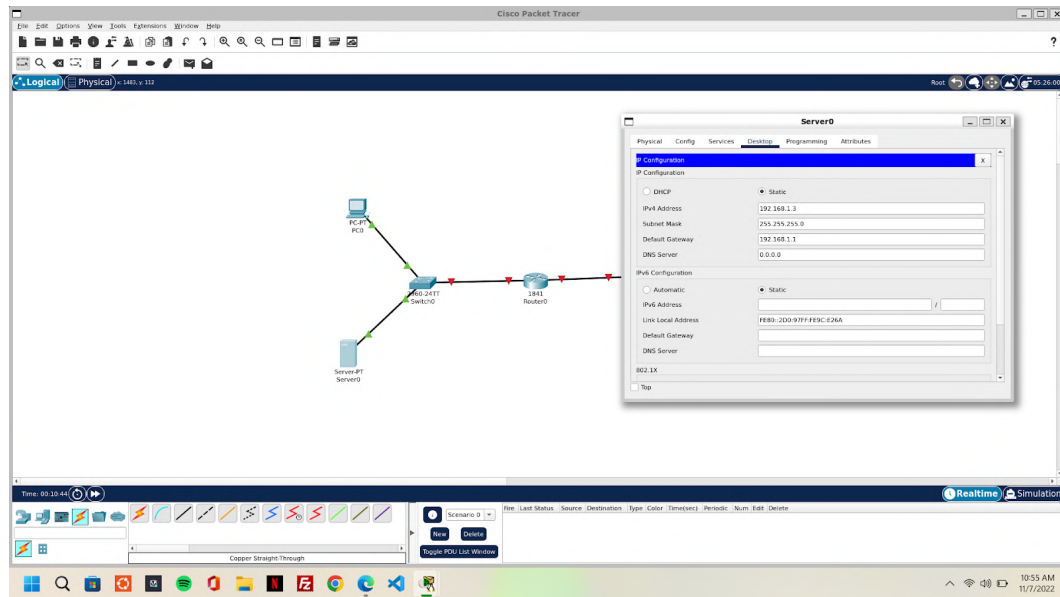 Cisco Packet Tracer
File Edit Options View Tools Extensions Window Help
?
Logical Physical x: 1483, y: 112
Root 05:26:00
Server0
Physical Config Services Desktop Programming Attributes
IP Configuration X
IP Configuration
DHCP Static
IPv4 Address 192.168.1.3
Subnet Mask 255.255.255.0
Default Gateway 192.168.1.1
DNS Server 0.0.0.0
IPv6 Configuration
Automatic Static
IPv6 Address /
Link Local Address FE80::2D0:97FF:FE9C:E26A
Default Gateway
DNS Server
802.1X
Top
PC-PT
PC0
2960-24TT
Switch0
1841
Router0
Server-PT
Server0
Time: 00:10:44
Realtime Simulation
Scenario 0
New Delete
Toggle PDU List Window
Fire Last Status Source Destination Type Color Time(sec) Periodic Num Edit Delete
Copper Straight-Through
10:55 AM
11/7/2022